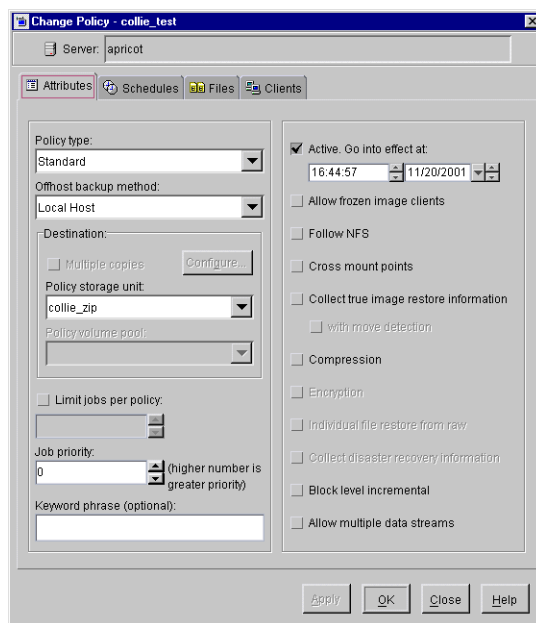 Change Policy - collie_test
Server: apricot
Attributes Schedules Files Clients
Policy type:
Standard
Offhost backup method:
Local Host
Destination:
Multiple copies Configure...
Policy storage unit:
collie_zip
Policy volume pool:
Limit jobs per policy:
Job priority:
0 (higher number is
greater priority)
Keyword phrase (optional):
Active. Go into effect at:
16:44:57 11/20/2001
Allow frozen image clients
Follow NFS
Cross mount points
Collect true image restore information
with move detection
Compression
Encryption
Individual file restore from raw
Collect disaster recovery information
Block level incremental
Allow multiple data streams
Apply OK Close Help